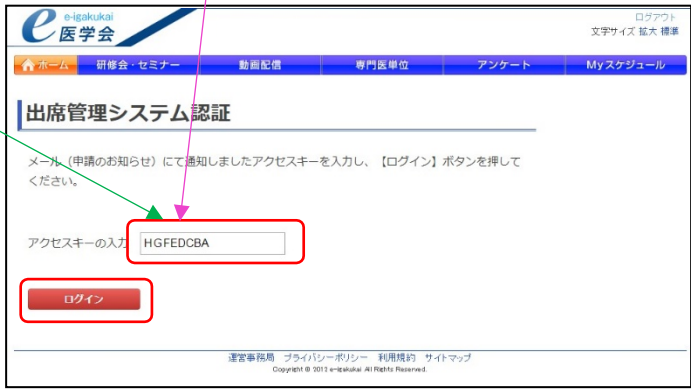 e-igakukai
医学会
ログアウト
文字サイズ 拡大 標準
ホーム 研修会・セミナー 動画配信 専門医単位 アンケート Myスケジュール
出席管理システム認証
メール（申請のお知らせ）にて通知しましたアクセスキーを入力し、【ログイン】ボタンを押して
ください。
アクセスキーの入力 HGFEDCBA
ログイン
運営事務局 プライバシーポリシー 利用規約 サイトマップ
Copyright © 2012 e-igakukai All Rights Reserved.